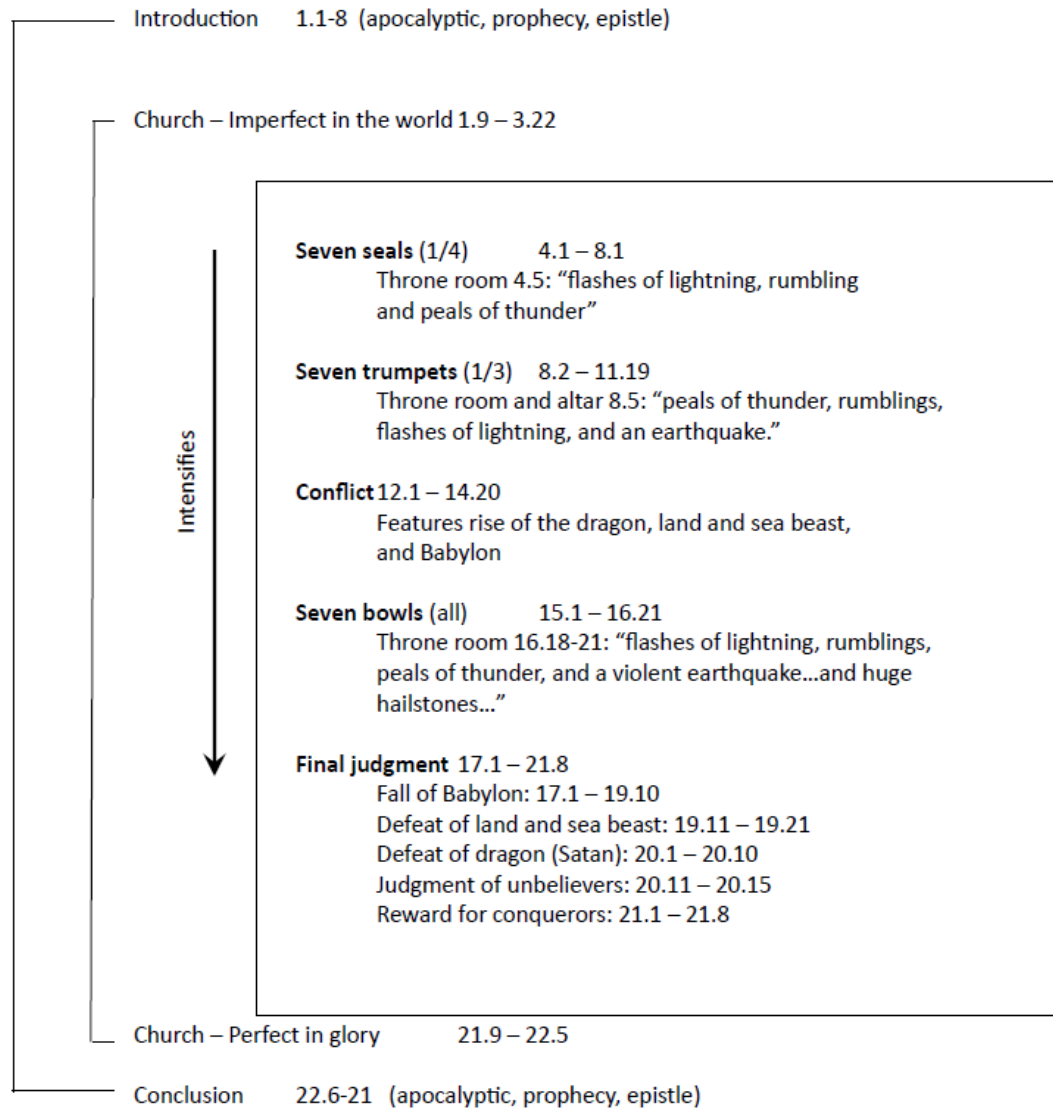 Introduction 1.1-8 (apocalyptic, prophecy, epistle)
Church – Imperfect in the world 1.9 – 3.22
Seven seals (1/4) 4.1 – 8.1
Throne room 4.5: “flashes of lightning, rumbling
and peals of thunder”
Seven trumpets (1/3) 8.2 – 11.19
Throne room and altar 8.5: “peals of thunder, rumblings,
flashes of lightning, and an earthquake.”
Intensifies
Conflict 12.1 – 14.20
Features rise of the dragon, land and sea beast,
and Babylon
Seven bowls (all) 15.1 – 16.21
Throne room 16.18-21: “flashes of lightning, rumblings,
peals of thunder, and a violent earthquake...and huge
hailstones...”
Final judgment 17.1 – 21.8
Fall of Babylon: 17.1 – 19.10
Defeat of land and sea beast: 19.11 – 19.21
Defeat of dragon (Satan): 20.1 – 20.10
Judgment of unbelievers: 20.11 – 20.15
Reward for conquerors: 21.1 – 21.8
Church – Perfect in glory 21.9 – 22.5
Conclusion 22.6-21 (apocalyptic, prophecy, epistle)